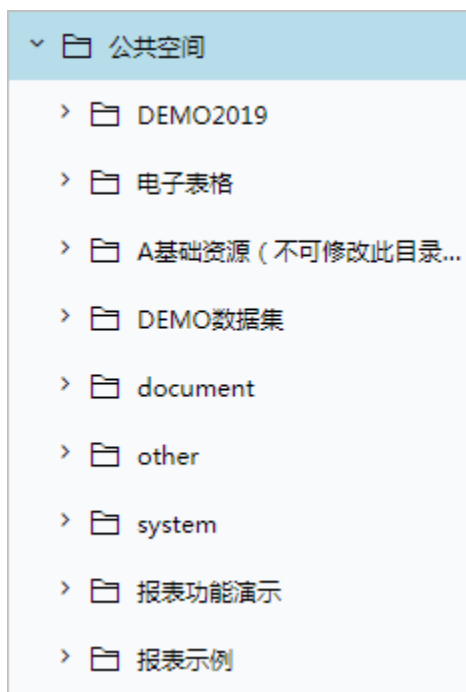 公共空间
DEMO2019
电子表格
A基础资源（不可修改此目录...
DEMO数据集
document
other
system
报表功能演示
报表示例